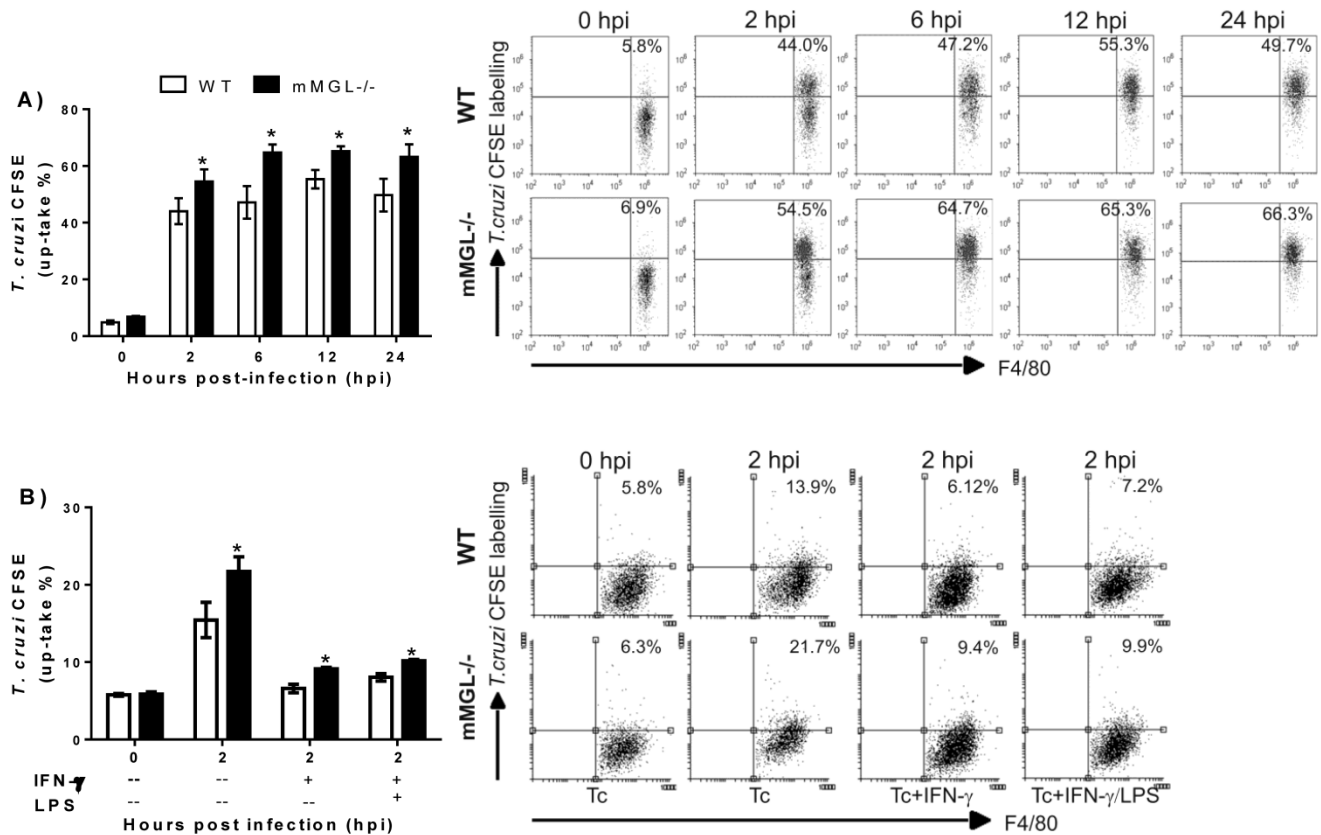 WT mMGL-/-
A)
T. cruzi CFSE
(up-take %)
80
60
40
20
0
0 2 6 12 24
Hours post-infection (hpi)
0 hpi 2 hpi 6 hpi 12 hpi 24 hpi
WT
mMGL-/-
T.cruzi CFSE labelling
5.8% 44.0% 47.2% 55.3% 49.7%
6.9% 54.5% 64.7% 65.3% 66.3%
F4/80
B)
T. cruzi CFSE
(up-take %)
30
20
10
0
0 2 2 2
IFN-γ -- -- + +
LPS -- -- -- +
Hours post infection (hpi)
0 hpi 2 hpi 2 hpi 2 hpi
WT
mMGL-/-
T.cruzi CFSE labelling
5.8% 13.9% 6.12% 7.2%
6.3% 21.7% 9.4% 9.9%
Tc Tc Tc+IFN-γ Tc+IFN-γ/LPS
F4/80